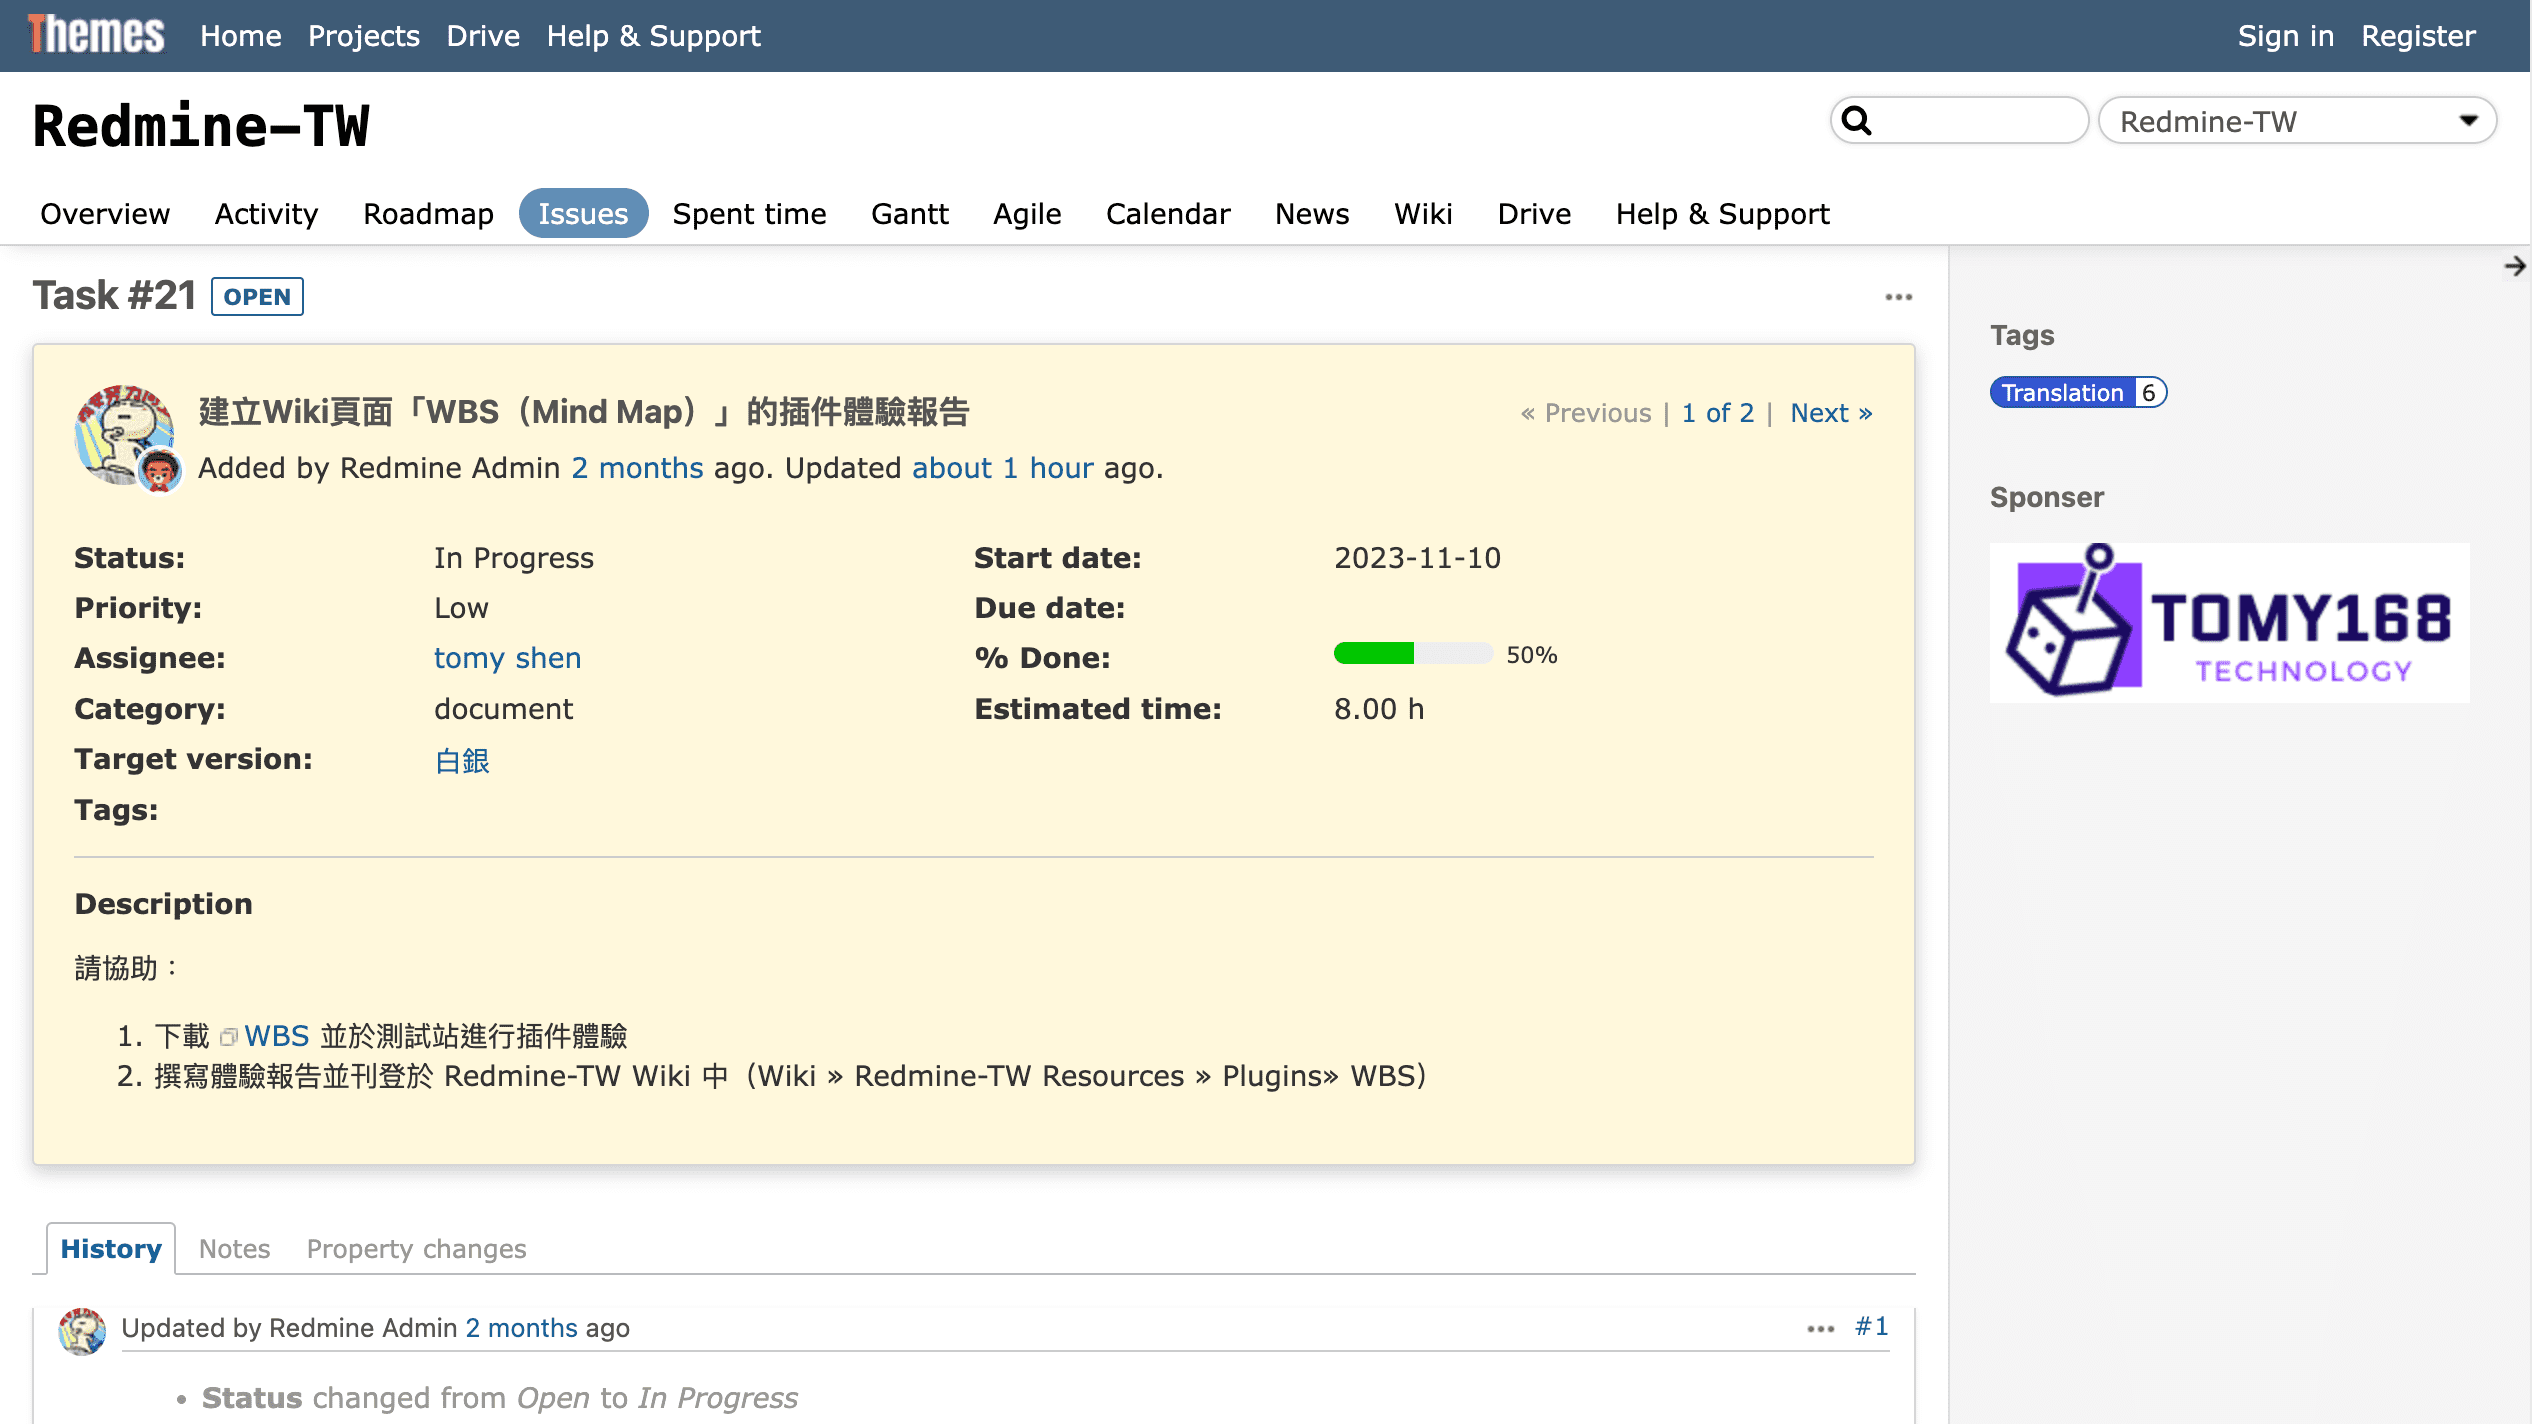 Themes Home Projects Drive Help & Support Sign in Register
Redmine-TW
Redmine-TW
Overview Activity Roadmap Issues Spent time Gantt Agile Calendar News Wiki Drive Help & Support
Task #21 OPEN
建立Wiki頁面「WBS（Mind Map）」的插件體驗報告
« Previous | 1 of 2 | Next »
Added by Redmine Admin 2 months ago. Updated about 1 hour ago.
Status: In Progress
Start date: 2023-11-10
Priority: Low
Due date:
Assignee: tomy shen
% Done: 50%
Category: document
Estimated time: 8.00 h
Target version: 白銀
Tags:
Description
請協助：
1. 下載 WBS 並於測試站進行插件體驗
2. 撰寫體驗報告並刊登於 Redmine-TW Wiki 中（Wiki » Redmine-TW Resources » Plugins» WBS）
History Notes Property changes
Updated by Redmine Admin 2 months ago
#1
• Status changed from Open to In Progress
Tags
Translation 6
Sponser
TOMY168
TECHNOLOGY